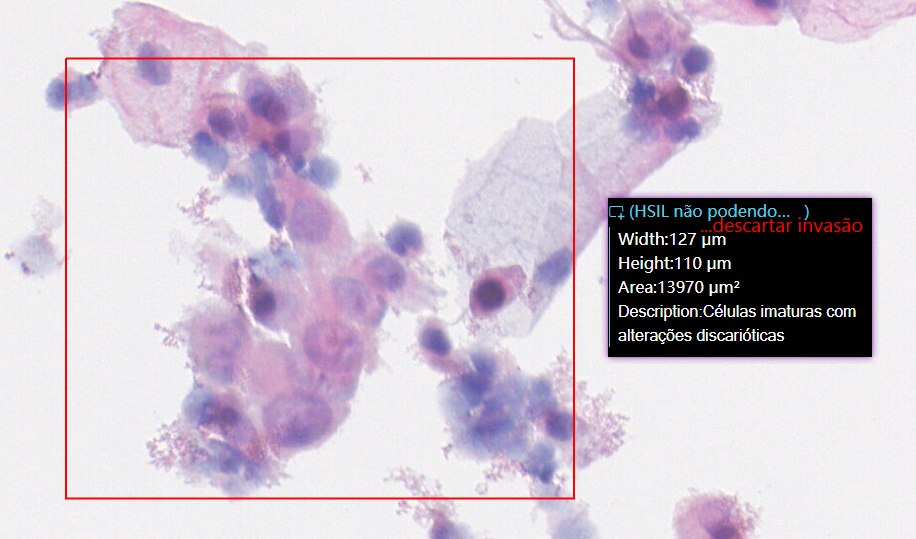 (HSIL não podendo... )
...descartar invasão
Width:127 µm
Height:110 µm
Area:13970 µm²
Description:Células imaturas com
alterações discarióticas